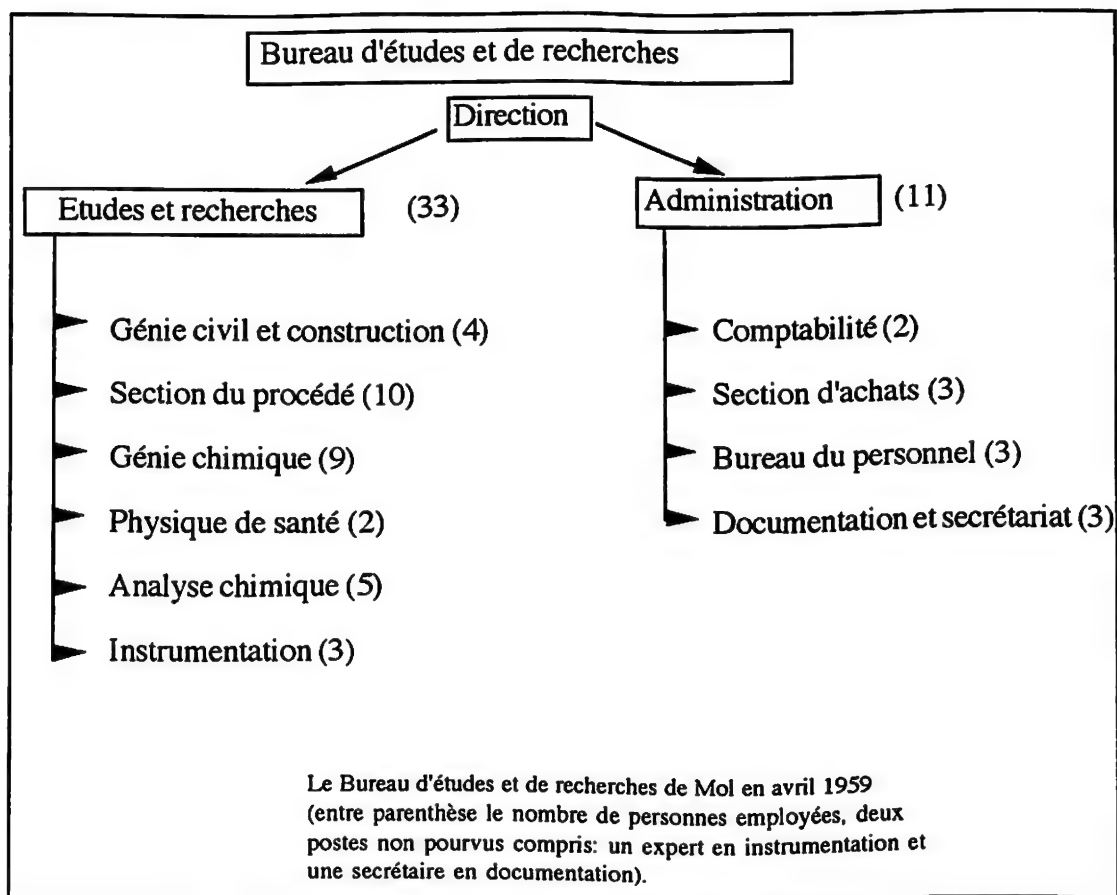 Bureau d'études et de recherches
Direction
Etudes et recherches (33)
Génie civil et construction (4)
Section du procédé (10)
Génie chimique (9)
Physique de santé (2)
Analyse chimique (5)
Instrumentation (3)
Administration (11)
Comptabilité (2)
Section d'achats (3)
Bureau du personnel (3)
Documentation et secrétariat (3)
Le Bureau d'études et de recherches de Mol en avril 1959
(entre parenthèse le nombre de personnes employées, deux
postes non pourvus compris: un expert en instrumentation et
une secrétaire en documentation).